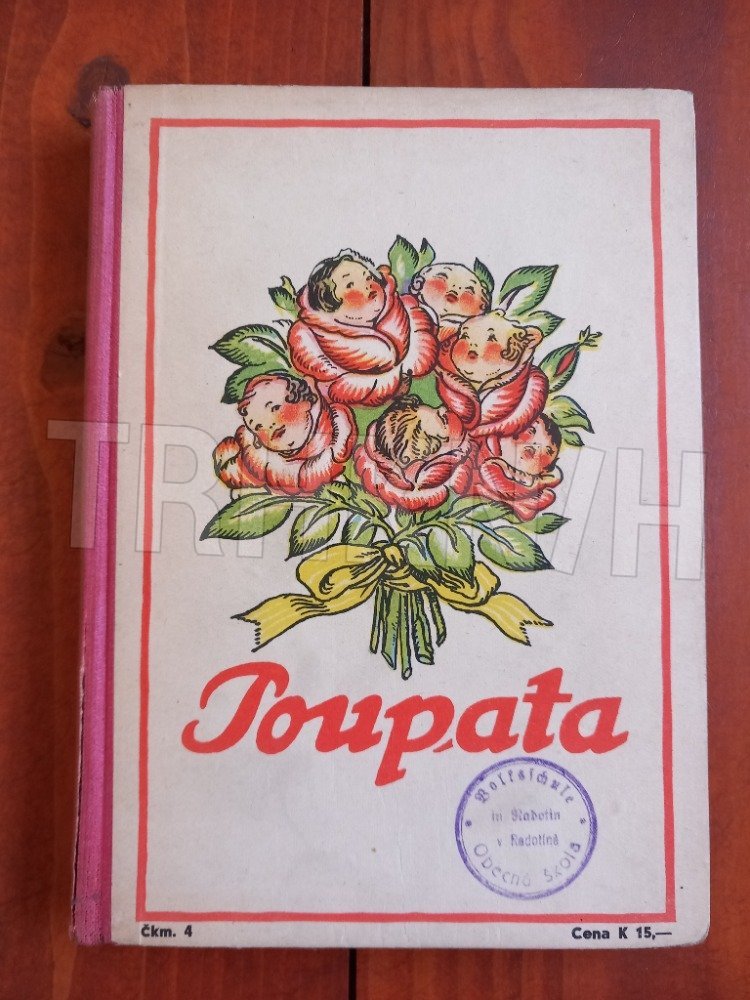 Poupata
Volksschule
in Radotin
v Radotíně
Obecná škola
Čkm. 4
Cena K 15,—